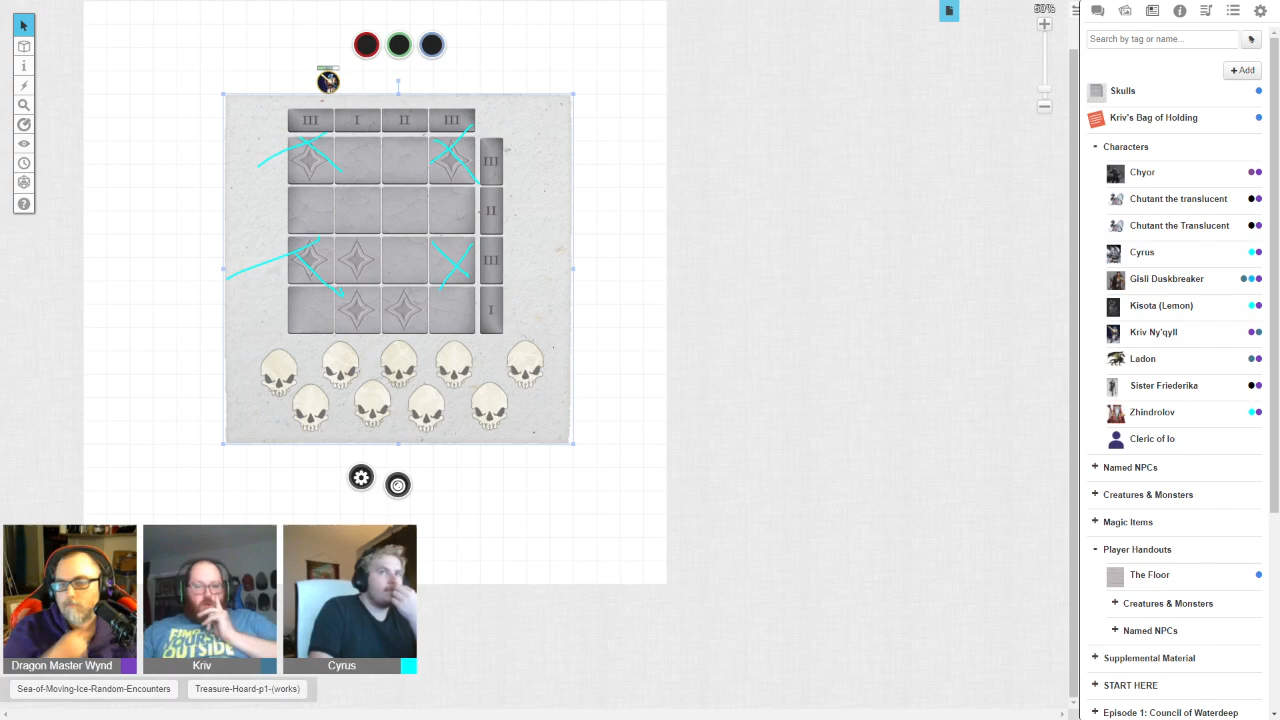 50%
Search by tag or name...
+ Add
Skulls
Kriv's Bag of Holding
Characters
Chyor
Chutant the translucent
Chutant the Translucent
Cyrus
Gisll Duskbreaker
Kisota (Lemon)
Kriv Ny'qyll
Ladon
Sister Friederika
Zhindrolov
Cleric of Io
Named NPCs
Creatures & Monsters
Magic Items
Player Handouts
The Floor
Creatures & Monsters
Named NPCs
Supplemental Material
START HERE
Episode 1: Council of Waterdeep
III I II III
III
II
III
I
OUTSIDE
Dragon Master Wynd
Kriv
Cyrus
Sea-of-Moving-Ice-Random-Encounters
Treasure-Hoard-p1-(works)